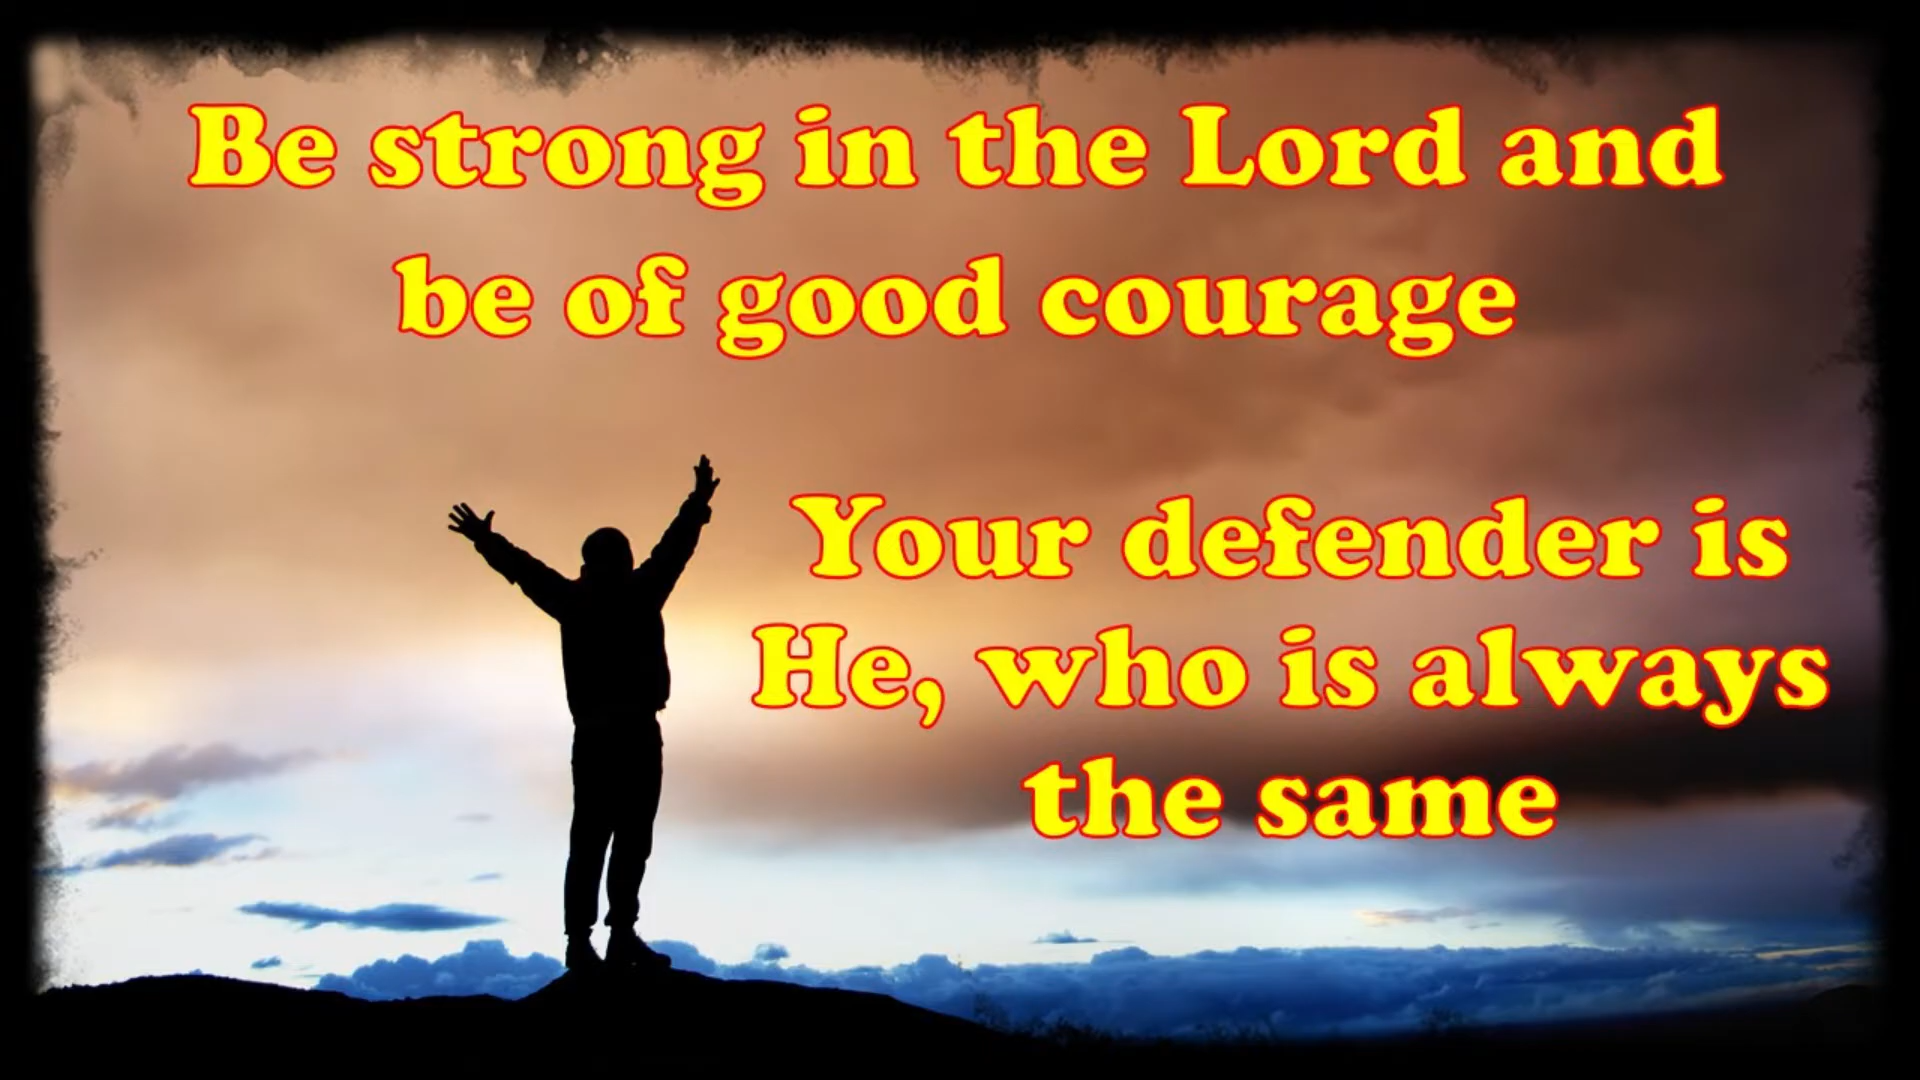 Be strong in the Lord and
be of good courage
Your defender is
He, who is always
the same